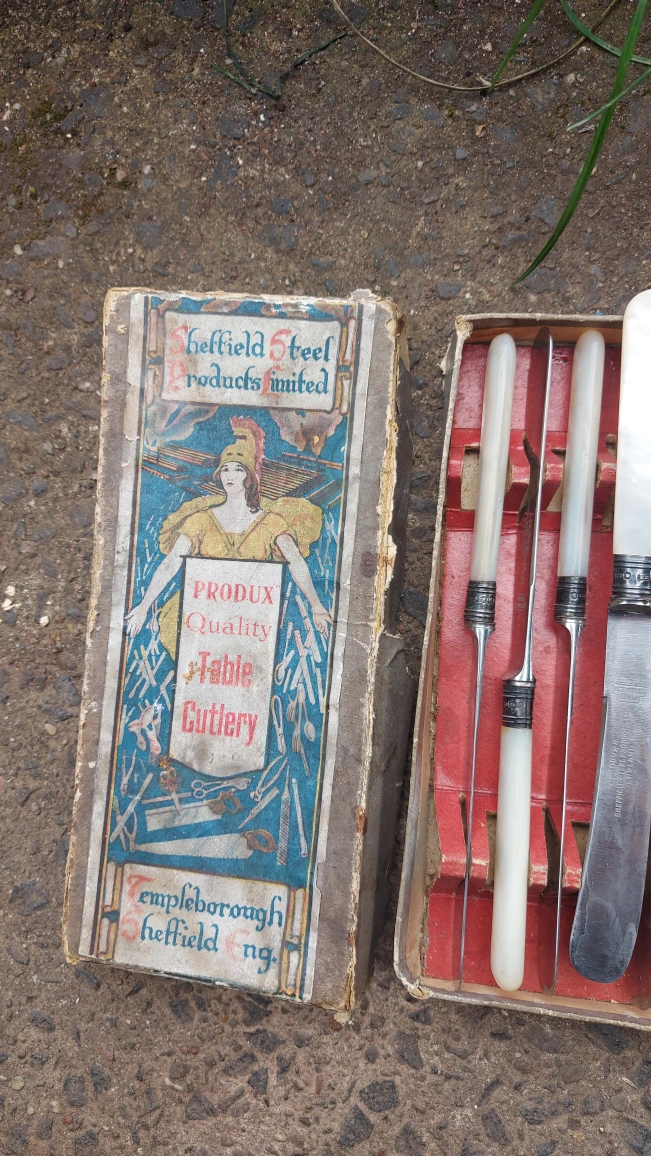 Sheffield Steel
Products Limited
PRODUX
Quality
Table
Cutlery
Templeborough
Sheffield Eng.